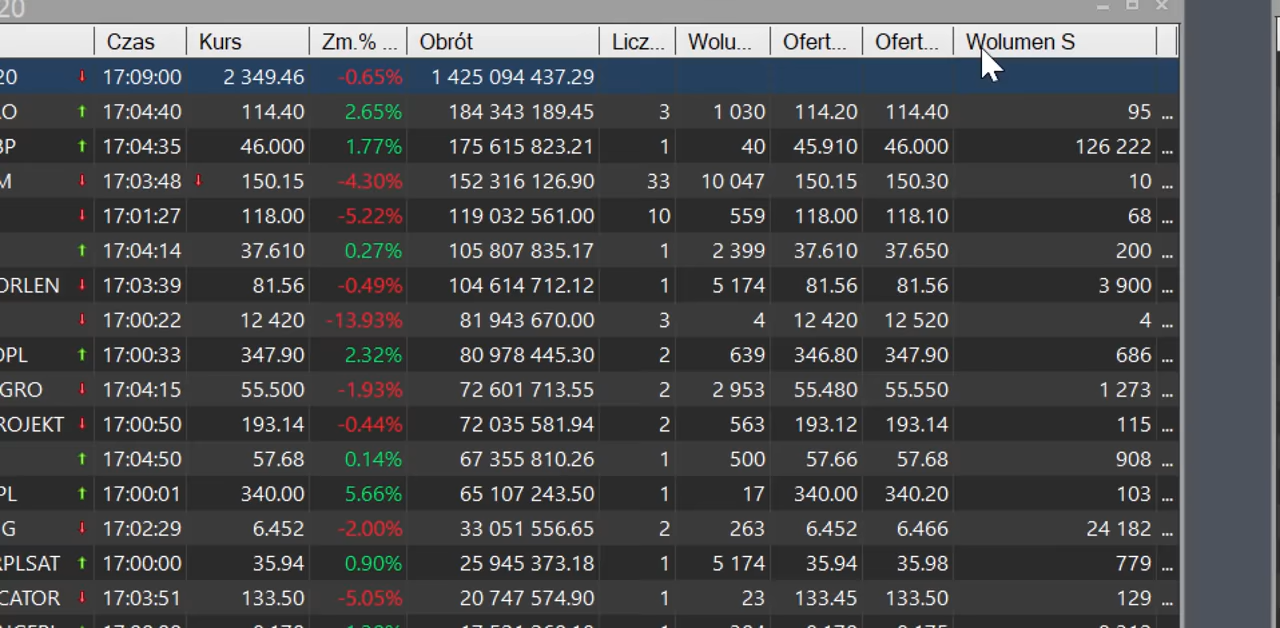 20
Czas Kurs Zm.% ... Obrót Licz... Wolu... Ofert... Ofert... Wolumen S
20 17:09:00 2 349.46 -0.65% 1 425 094 437.29
17:04:40 114.40 2.65% 184 343 189.45 3 1 030 114.20 114.40 95 ...
17:04:35 46.000 1.77% 175 615 823.21 1 40 45.910 46.000 126 222 ...
M 17:03:48 150.15 -4.30% 152 316 126.90 33 10 047 150.15 150.30 10 ...
17:01:27 118.00 -5.22% 119 032 561.00 10 559 118.00 118.10 68 ...
17:04:14 37.610 0.27% 105 807 835.17 1 2 399 37.610 37.650 200 ...
ORLEN 17:03:39 81.56 -0.49% 104 614 712.12 1 5 174 81.56 81.56 3 900 ...
17:00:22 12 420 -13.93% 81 943 670.00 3 4 12 420 12 520 4 ...
OPL 17:00:33 347.90 2.32% 80 978 445.30 2 639 346.80 347.90 686 ...
GRO 17:04:15 55.500 -1.93% 72 601 713.55 2 2 953 55.480 55.550 1 273 ...
ROJEKT 17:00:50 193.14 -0.44% 72 035 581.94 2 563 193.12 193.14 115 ...
17:04:50 57.68 0.14% 67 355 810.26 1 500 57.66 57.68 908 ...
PL 17:00:01 340.00 5.66% 65 107 243.50 1 17 340.00 340.20 103 ...
G 17:02:29 6.452 -2.00% 33 051 556.65 2 263 6.452 6.466 24 182 ...
RPLSAT 17:00:00 35.94 0.90% 25 945 373.18 1 5 174 35.94 35.98 779 ...
CATOR 17:03:51 133.50 -5.05% 20 747 574.90 1 23 133.45 133.50 129 ...